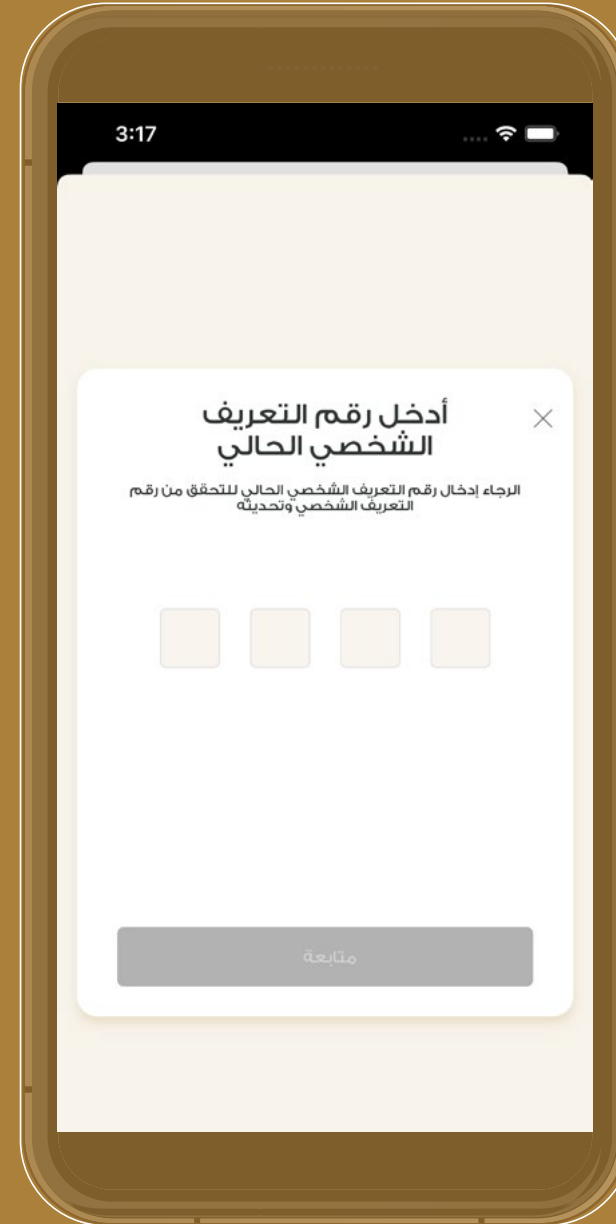 3:17
أدخل رقم التعريف
الشخصي الحالي
الرجاء إدخال رقم التعريف الشخصي الحالي للتحقق من رقم
التعريف الشخصي وتحديثه
متابعة